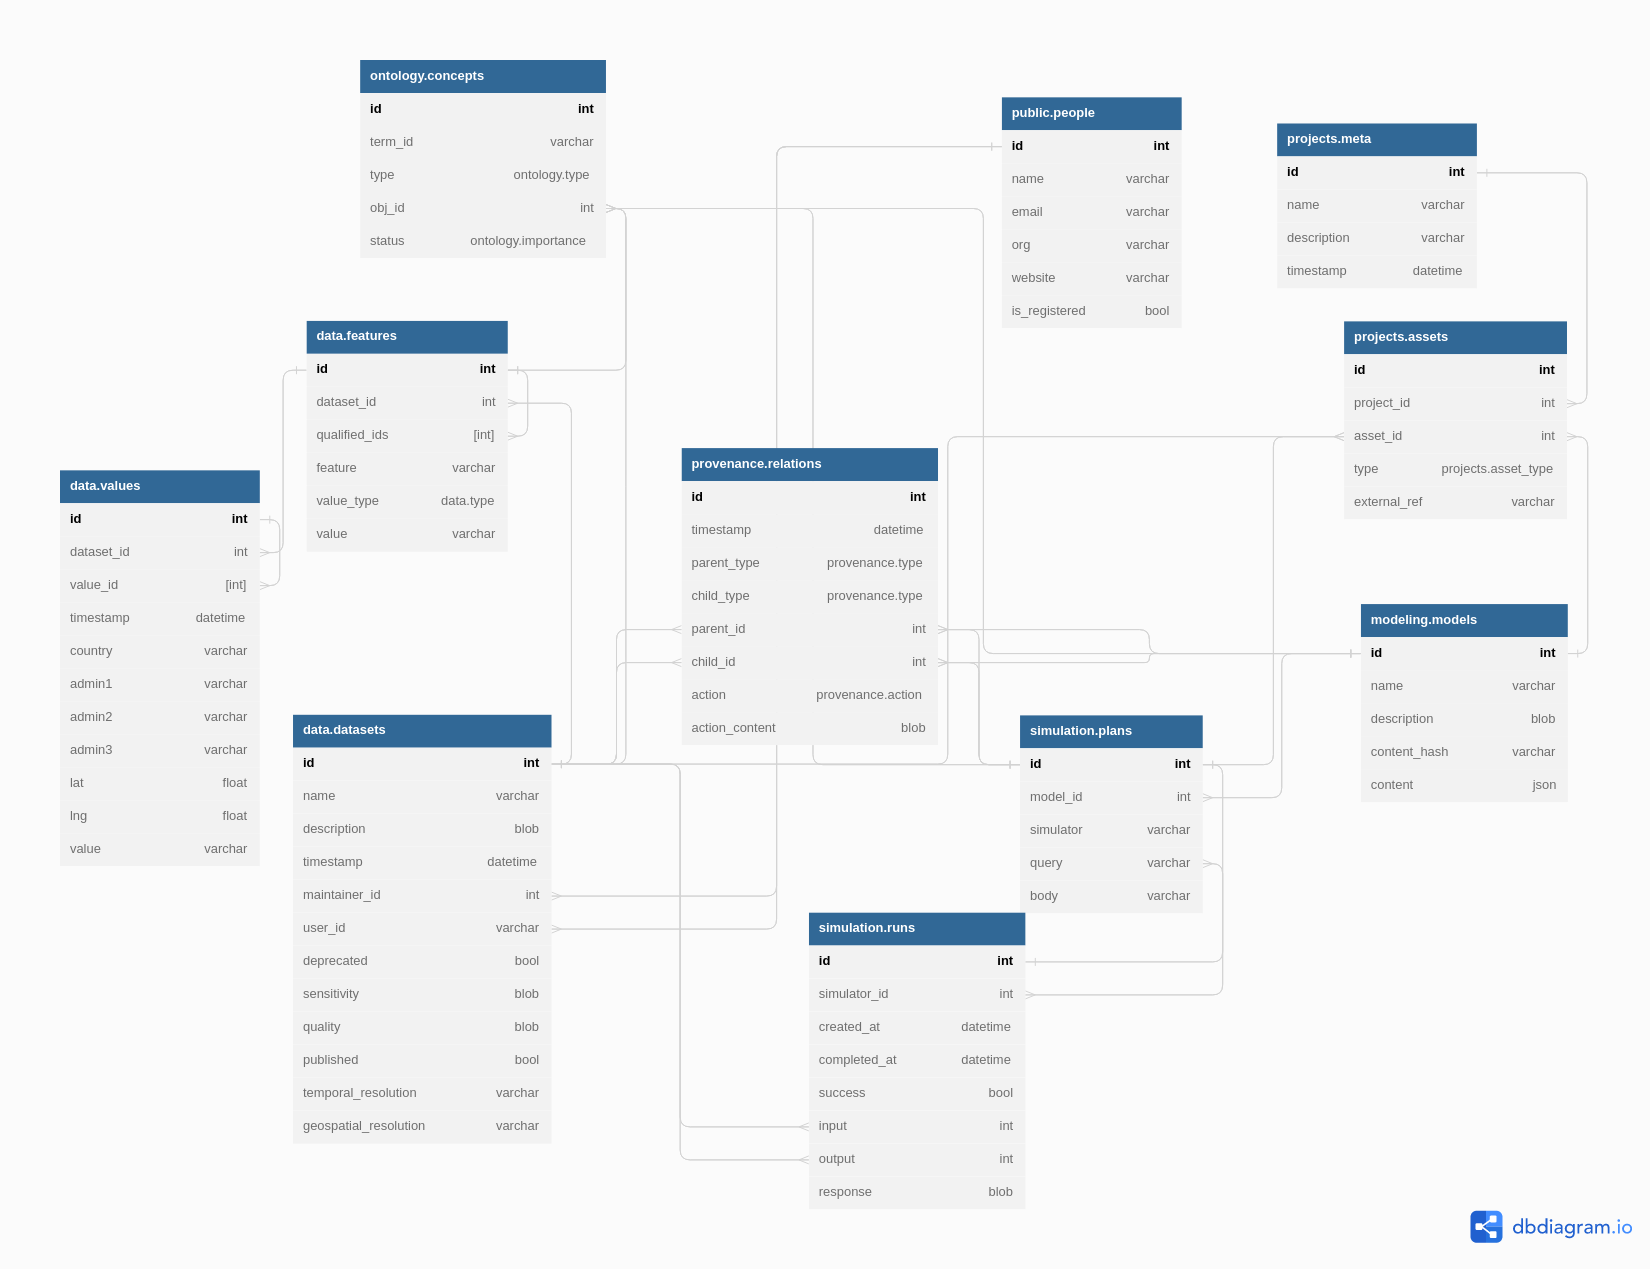 ontology.concepts
id int
term_id varchar
type ontology.type
obj_id int
status ontology.importance
public.people
id int
name varchar
email varchar
org varchar
website varchar
is_registered bool
projects.meta
id int
name varchar
description varchar
timestamp datetime
data.features
id int
dataset_id int
qualified_ids [int]
feature varchar
value_type data.type
value varchar
projects.assets
id int
project_id int
asset_id int
type projects.asset_type
external_ref varchar
data.values
id int
dataset_id int
value_id [int]
timestamp datetime
country varchar
admin1 varchar
admin2 varchar
admin3 varchar
lat float
lng float
value varchar
provenance.relations
id int
timestamp datetime
parent_type provenance.type
child_type provenance.type
parent_id int
child_id int
action provenance.action
action_content blob
modeling.models
id int
name varchar
description blob
content_hash varchar
content json
data.datasets
id int
name varchar
description blob
timestamp datetime
maintainer_id int
user_id varchar
deprecated bool
sensitivity blob
quality blob
published bool
temporal_resolution varchar
geospatial_resolution varchar
simulation.plans
id int
model_id int
simulator varchar
query varchar
body varchar
simulation.runs
id int
simulator_id int
created_at datetime
completed_at datetime
success bool
input int
output int
response blob
dbdiagram.io